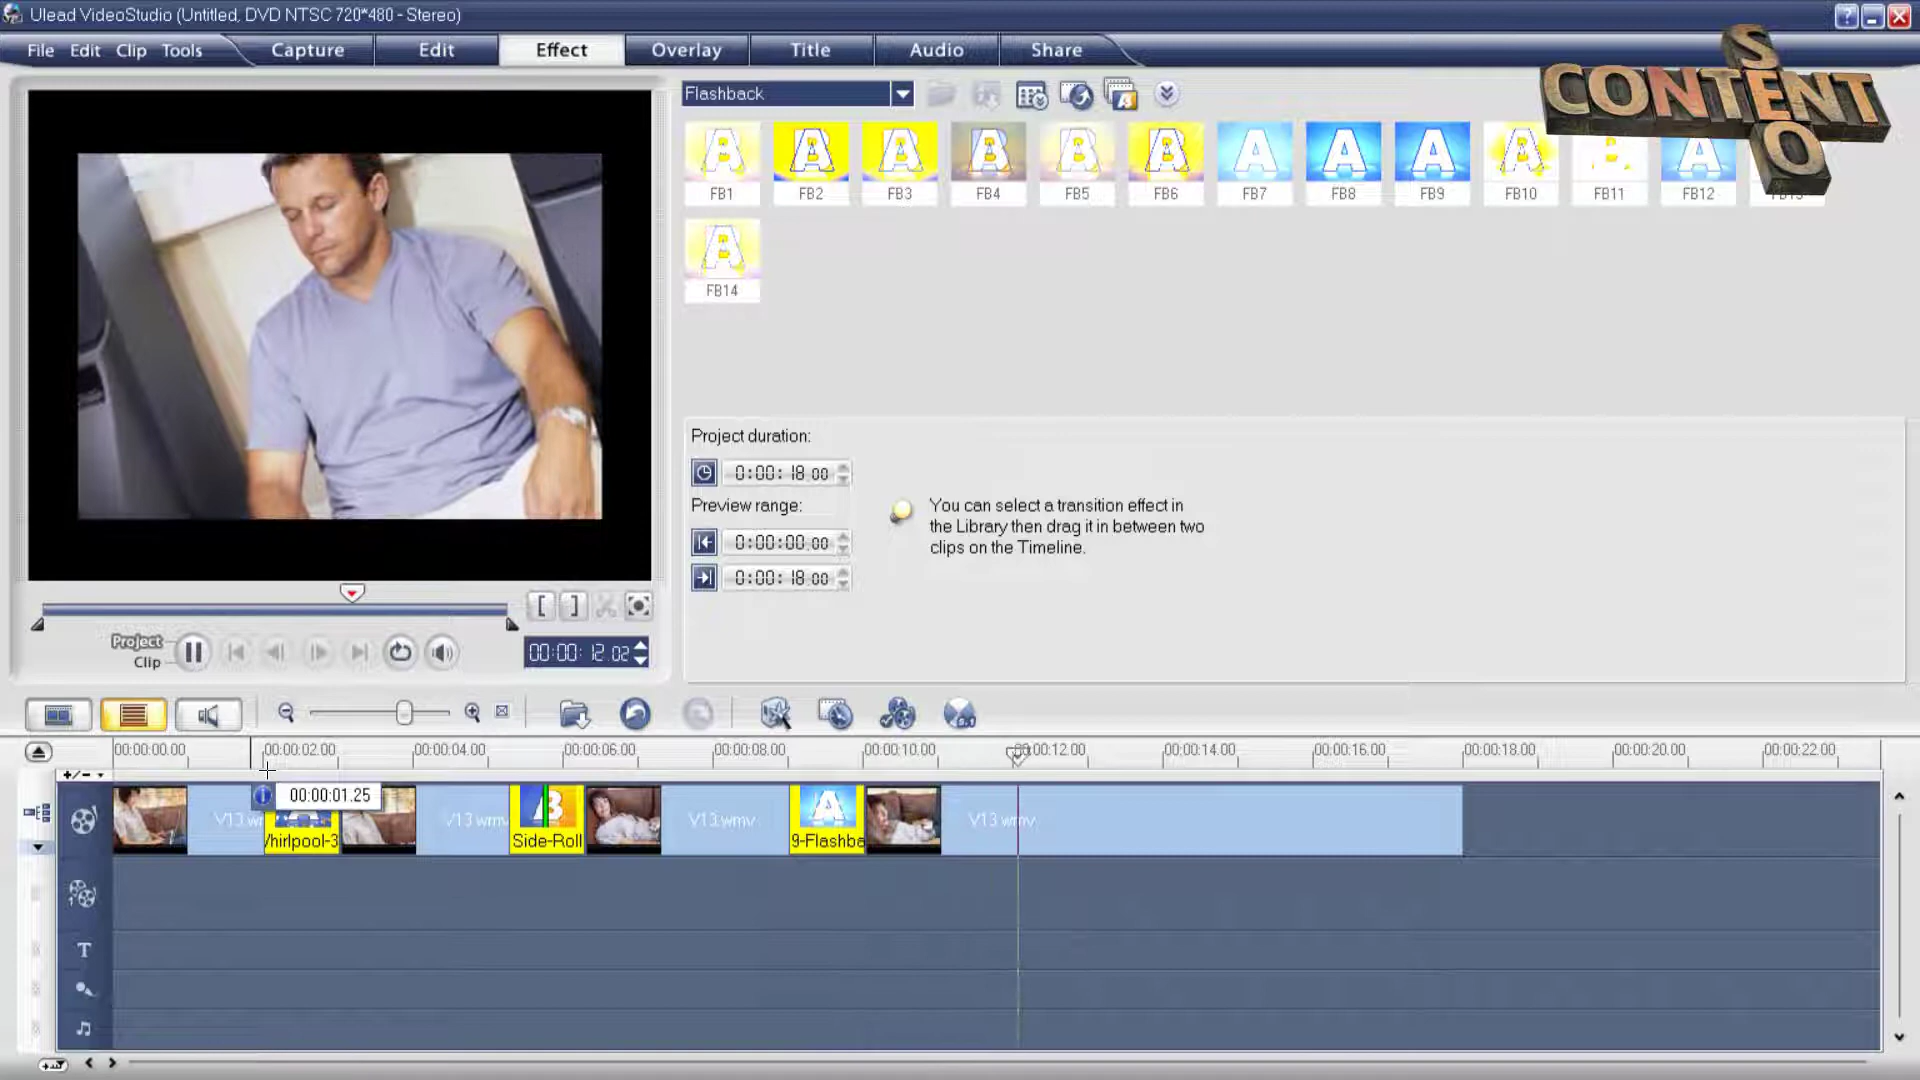 Ulead VideoStudio (Untitled, DVD NTSC 720*480 - Stereo)
File Edit Clip Tools Capture Edit Effect Overlay Title Audio Share
CONTENT
SEO
Flashback
FB1 FB2 FB3 FB4 FB5 FB6 FB7 FB8 FB9 FB10 FB11 FB12 FB13
FB14
Project duration:
0:00:18.00
Preview range:
0:00:00.00
0:00:18.00
You can select a transition effect in
the Library then drag it in between two
clips on the Timeline.
Project
Clip
00:00:12.02
00:00:00.00 00:00:02.00 00:00:04.00 00:00:06.00 00:00:08.00 00:00:10.00 00:00:12.00 00:00:14.00 00:00:16.00 00:00:18.00 00:00:20.00 00:00:22.00
00:00:01.25
V13.wm V13.wmv V13.wmv V13.wmv
Whirlpool-3 Side-Roll 9-Flashba